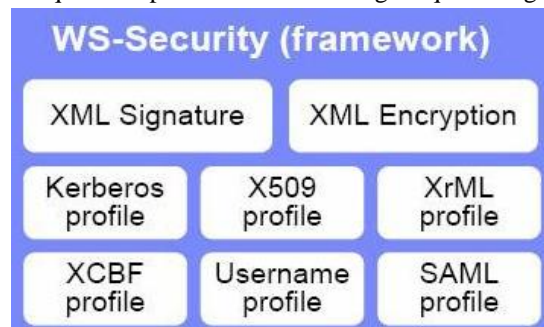 WS-Security (framework)
XML Signature
XML Encryption
Kerberos
profile
X509
profile
XrML
profile
XCBF
profile
Username
profile
SAML
profile